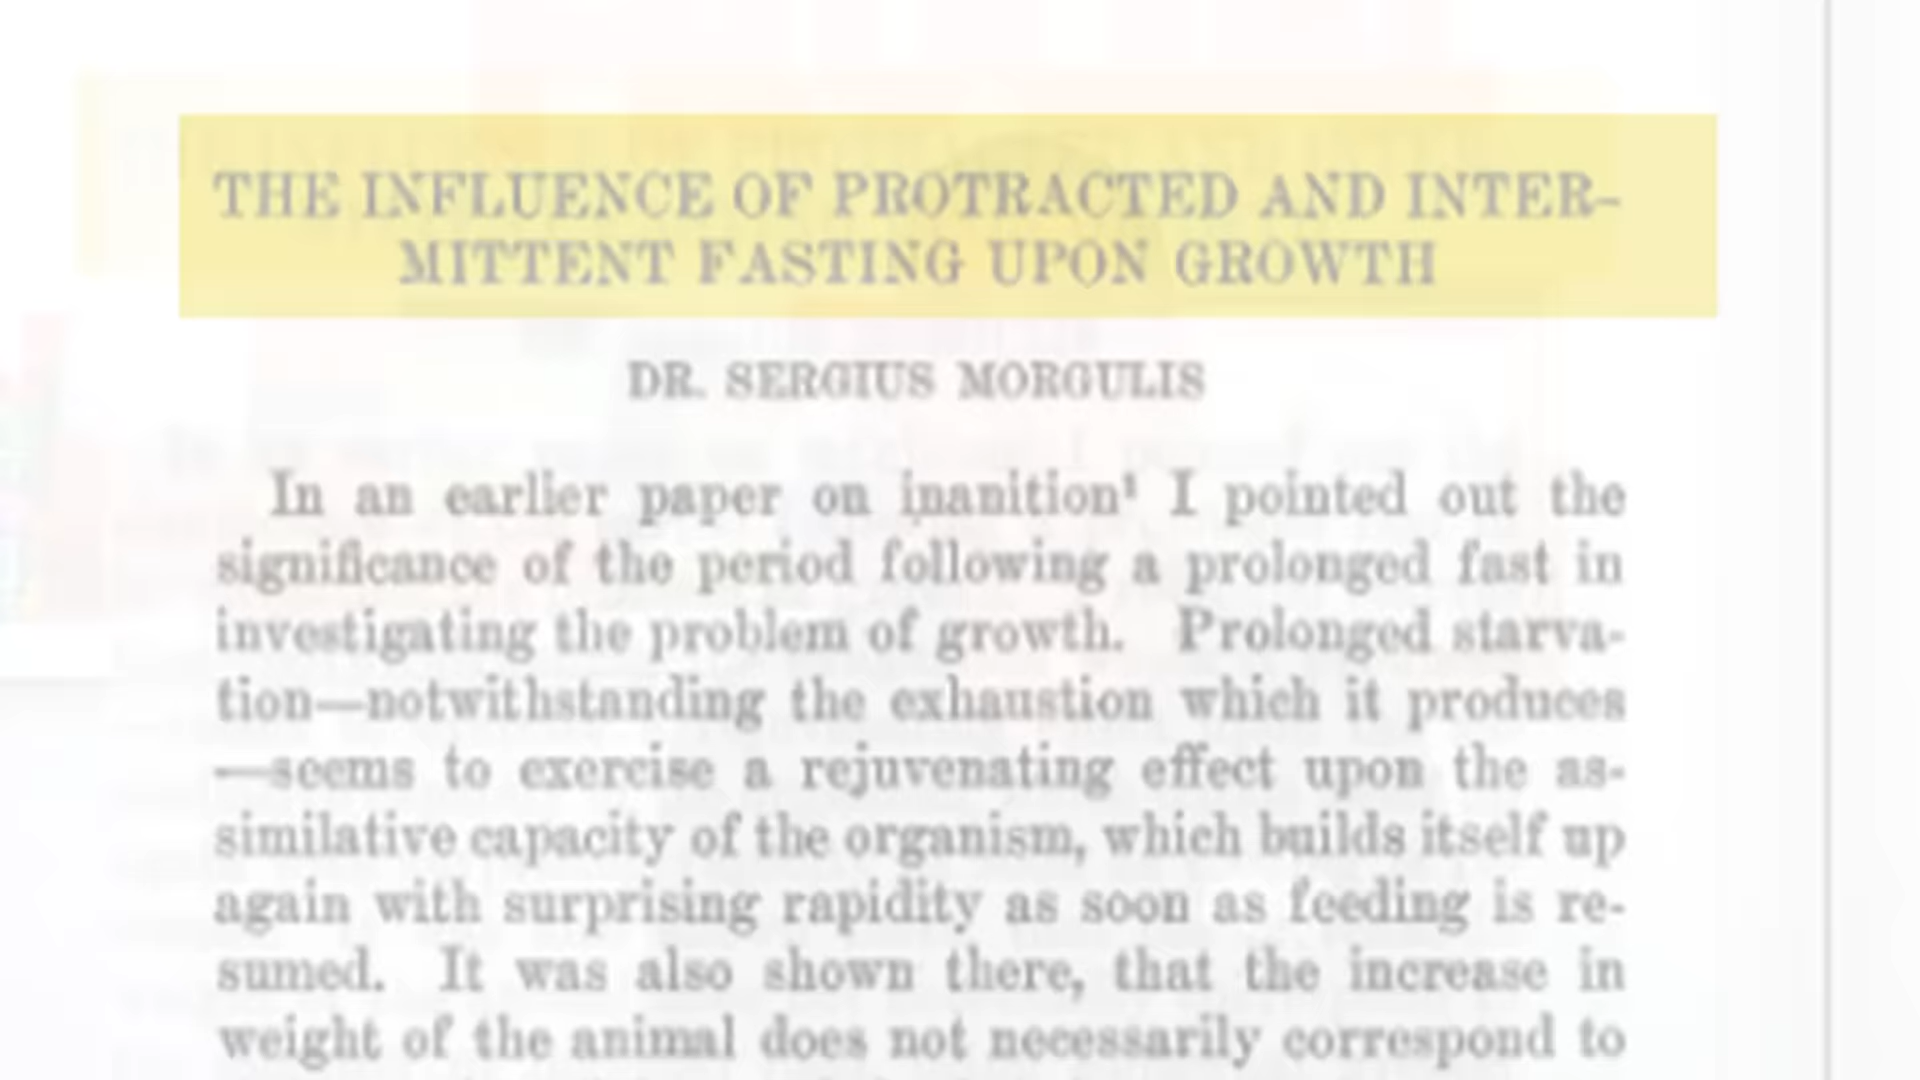 THE INFLUENCE OF PROTRACTED AND INTER-
MITTENT FASTING UPON GROWTH
DR. SERGIUS MORGULIS
In an earlier paper on inanition¹ I pointed out the
significance of the period following a prolonged fast in
investigating the problem of growth. Prolonged starva-
tion—notwithstanding the exhaustion which it produces
—seems to exercise a rejuvenating effect upon the as-
similative capacity of the organism, which builds itself up
again with surprising rapidity as soon as feeding is re-
sumed. It was also shown there, that the increase in
weight of the animal does not necessarily correspond to